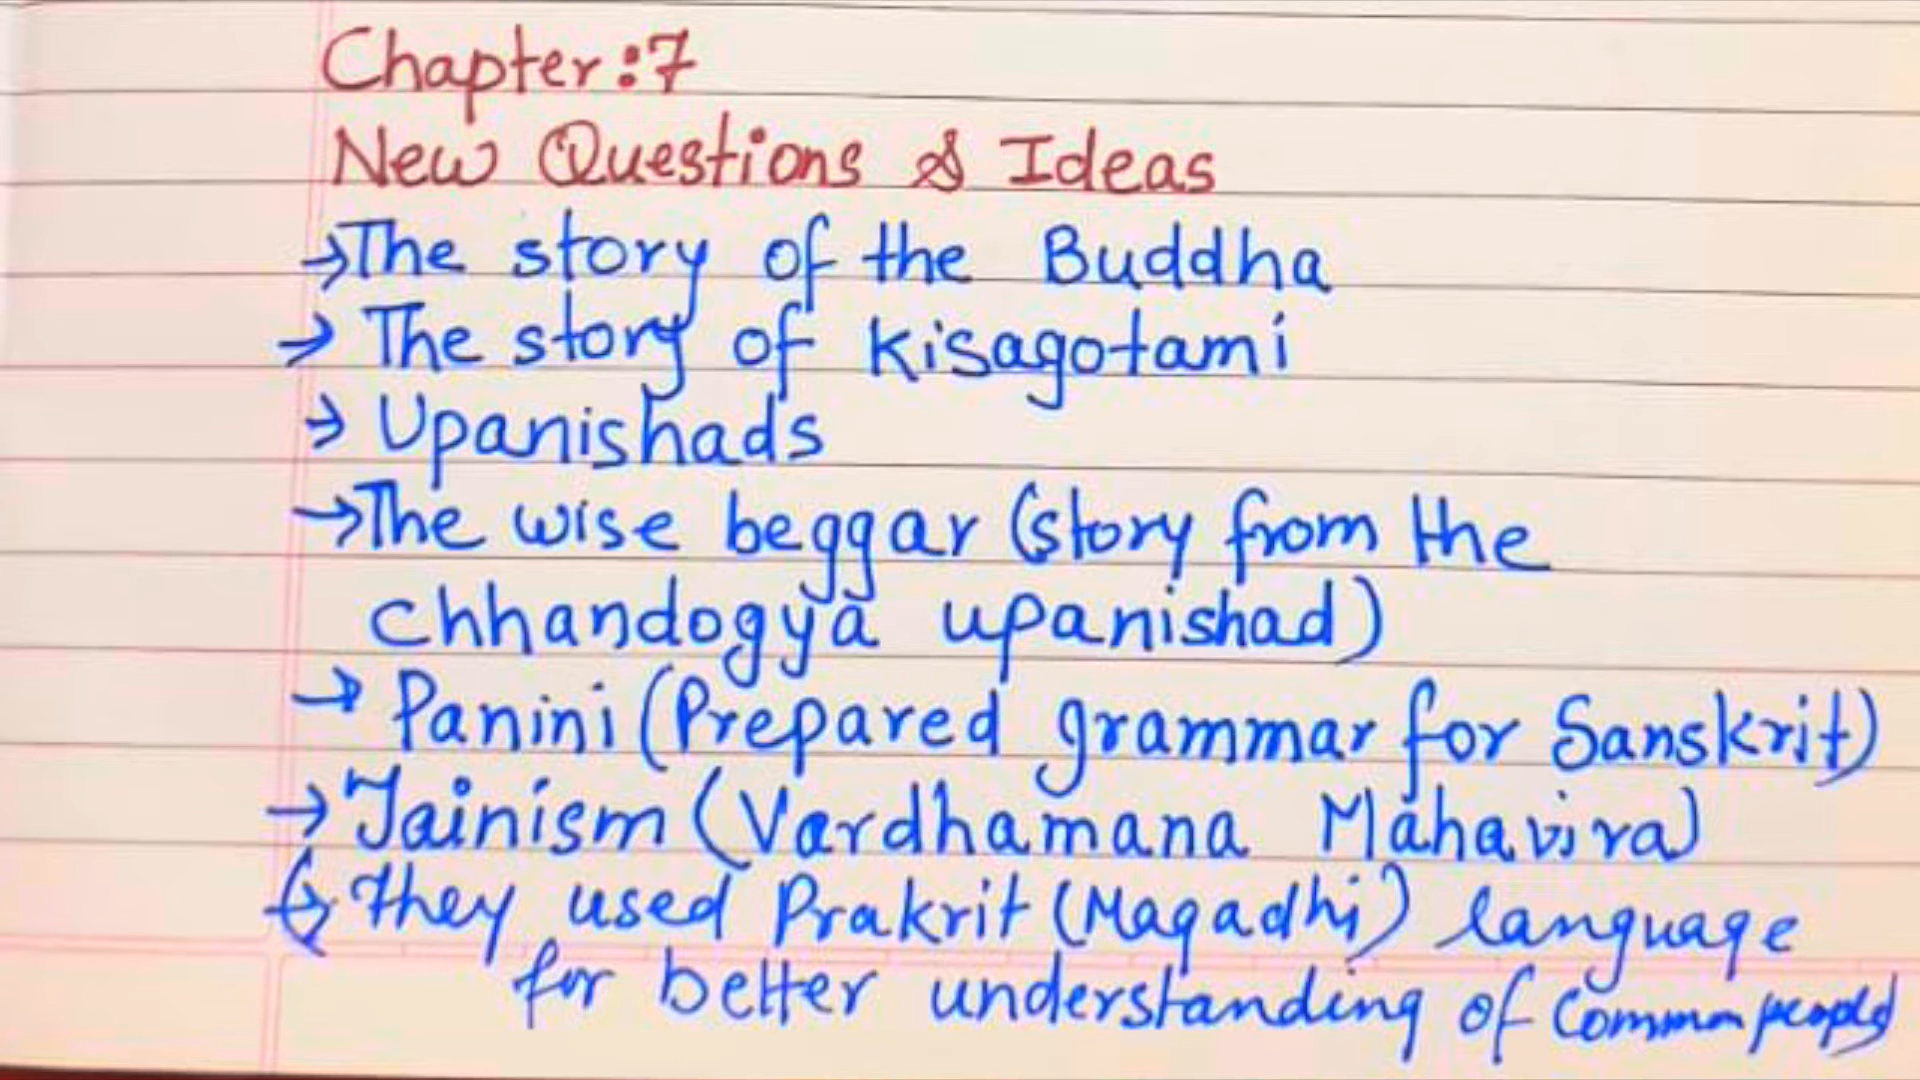 Chapter:7
New Questions & Ideas
→The story of the Buddha
→ The story of Kisagotami
→ Upanishads
→The wise beggar (story from the
chhandogya upanishad)
→ Panini (Prepared grammar for Sanskrit)
→ Jainism (Vardhamana Mahavira)
(→ they used Prakrit (Magadhi) language
for better understanding of Common people)